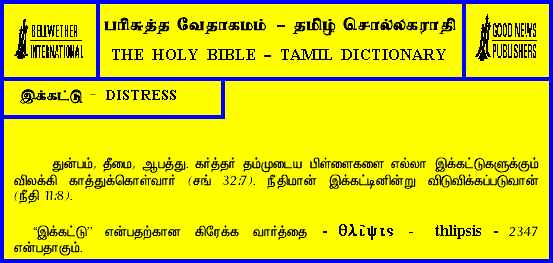 BELLWETHER
INTERNATIONAL
பரிசுத்த வேதாகமம் – தமிழ் சொல்லகராதி
THE HOLY BIBLE – TAMIL DICTIONARY
GOOD NEWS
PUBLISHERS
இக்கட்டு – DISTRESS
துன்பம், தீமை, ஆபத்து. கர்த்தர் தம்முடைய பிள்ளைகளை எல்லா இக்கட்டுகளுக்கும்
விலக்கி காத்துக்கொள்வார் (சங் 32:7). நீதிமான் இக்கட்டினின்று விடுவிக்கப்படுவான்
(நீதி 11:8).
“இக்கட்டு” என்பதற்கான கிரேக்க வார்த்தை - θλῖψις - thlipsis - 2347
என்பதாகும்.